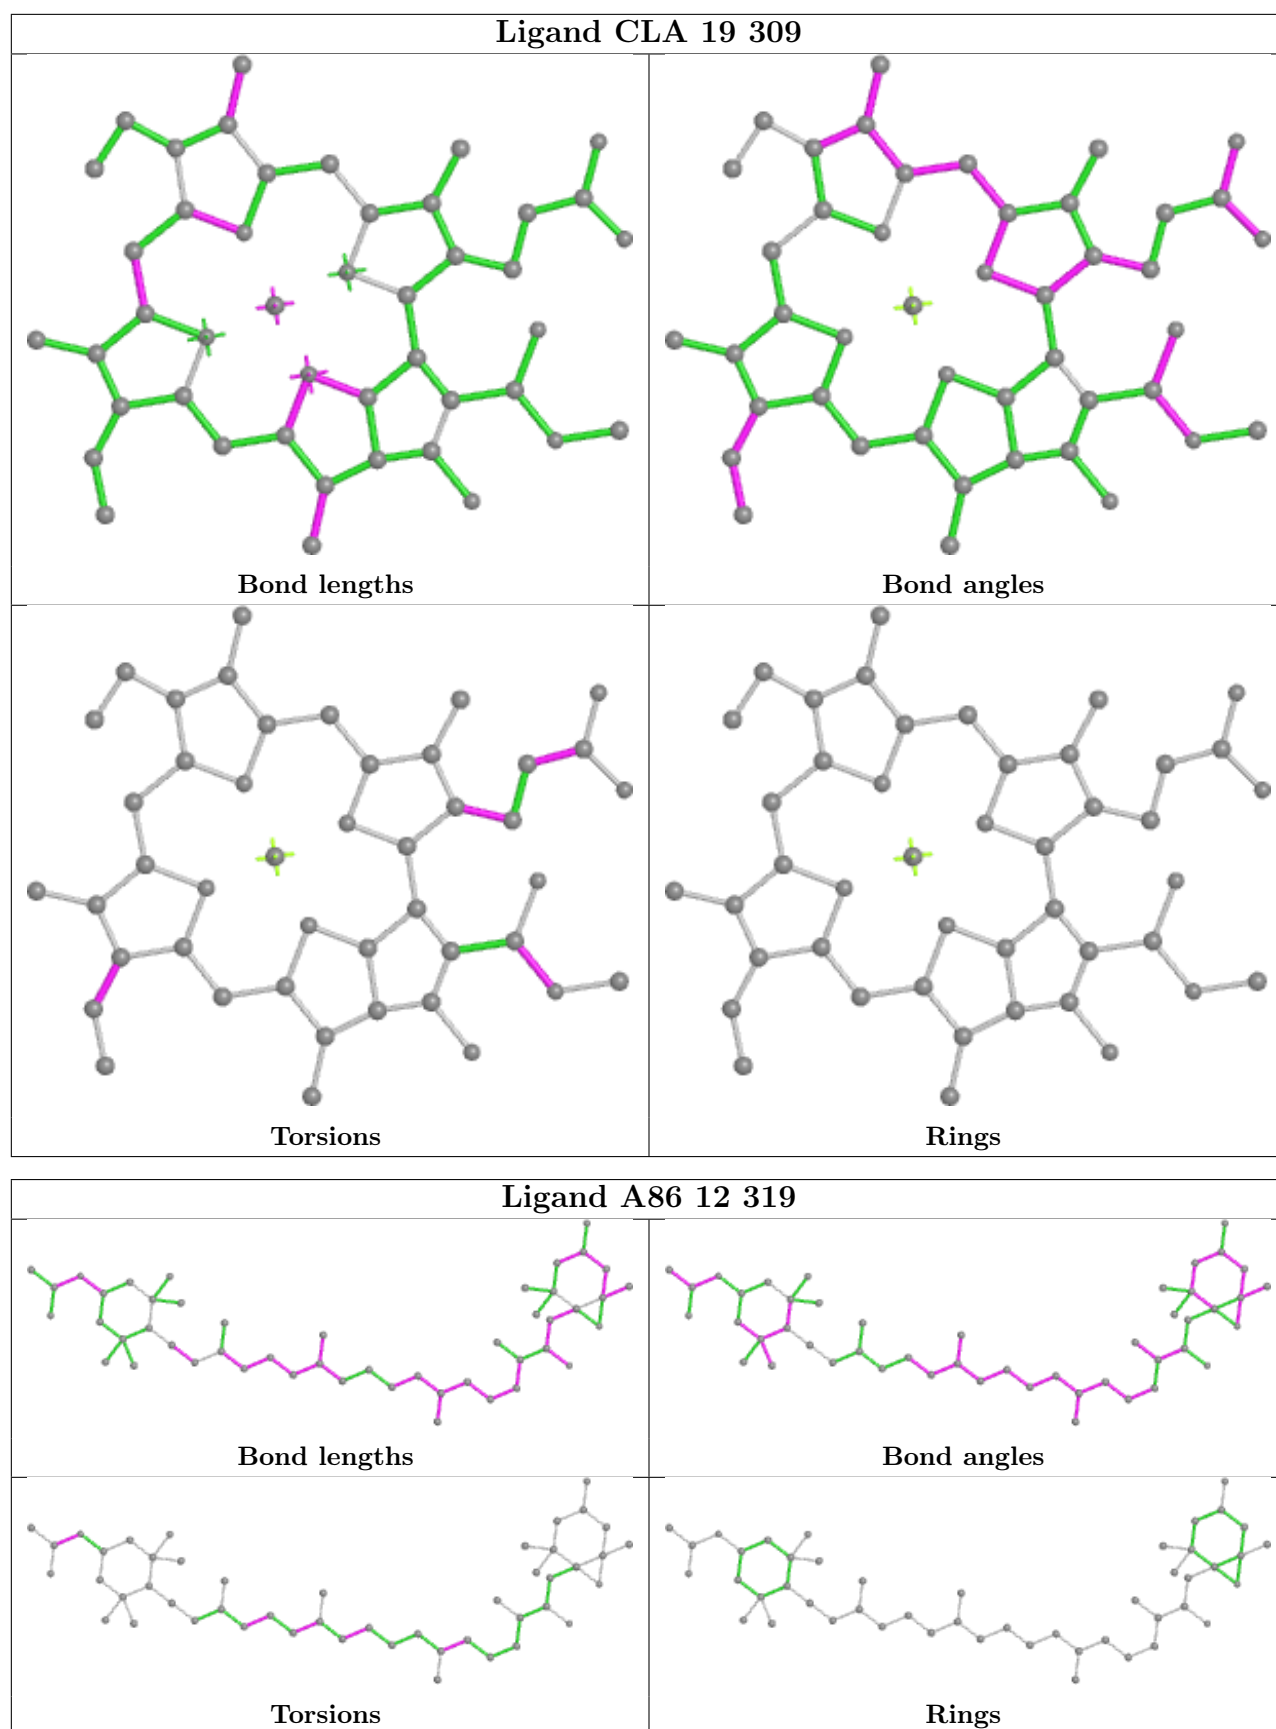 Ligand CLA 19 309
Bond lengths
Bond angles
Torsions
Rings
Ligand A86 12 319
Bond lengths
Bond angles
Torsions
Rings